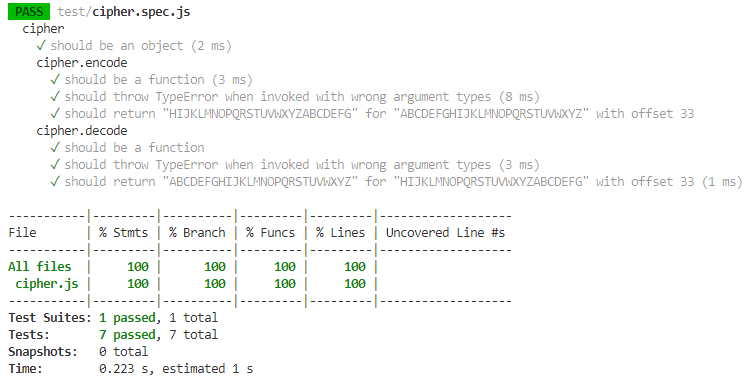 PASS test/cipher.spec.js
cipher
✓ should be an object (2 ms)
cipher.encode
✓ should be a function (3 ms)
✓ should throw TypeError when invoked with wrong argument types (8 ms)
✓ should return "HIJKLMNOPQRSTUVWXYZABCDEFG" for "ABCDEFGHIJKLMNOPQRSTUVWXYZ" with offset 33
cipher.decode
✓ should be a function
✓ should throw TypeError when invoked with wrong argument types (3 ms)
✓ should return "ABCDEFGHIJKLMNOPQRSTUVWXYZ" for "HIJKLMNOPQRSTUVWXYZABCDEFG" with offset 33 (1 ms)
-----------|---------|----------|---------|---------|-------------------
File       | % Stmts | % Branch | % Funcs | % Lines | Uncovered Line #s
-----------|---------|----------|---------|---------|-------------------
All files  |     100 |      100 |     100 |     100 |
 cipher.js |     100 |      100 |     100 |     100 |
-----------|---------|----------|---------|---------|-------------------
Test Suites: 1 passed, 1 total
Tests:       7 passed, 7 total
Snapshots:   0 total
Time:        0.223 s, estimated 1 s